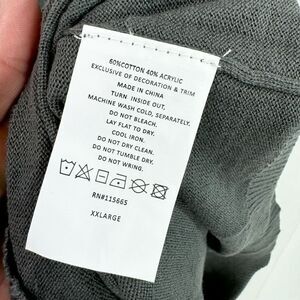 60%COTTON 40% ACRYLIC
EXCLUSIVE OF DECORATION & TRIM
MADE IN CHINA
TURN INSIDE OUT,
MACHINE WASH COLD, SEPARATELY.
DO NOT BLEACH.
LAY FLAT TO DRY.
COOL IRON.
DO NOT DRY CLEAN.
DO NOT TUMBLE DRY.
DO NOT WRING.
RN#115665
XXLARGE